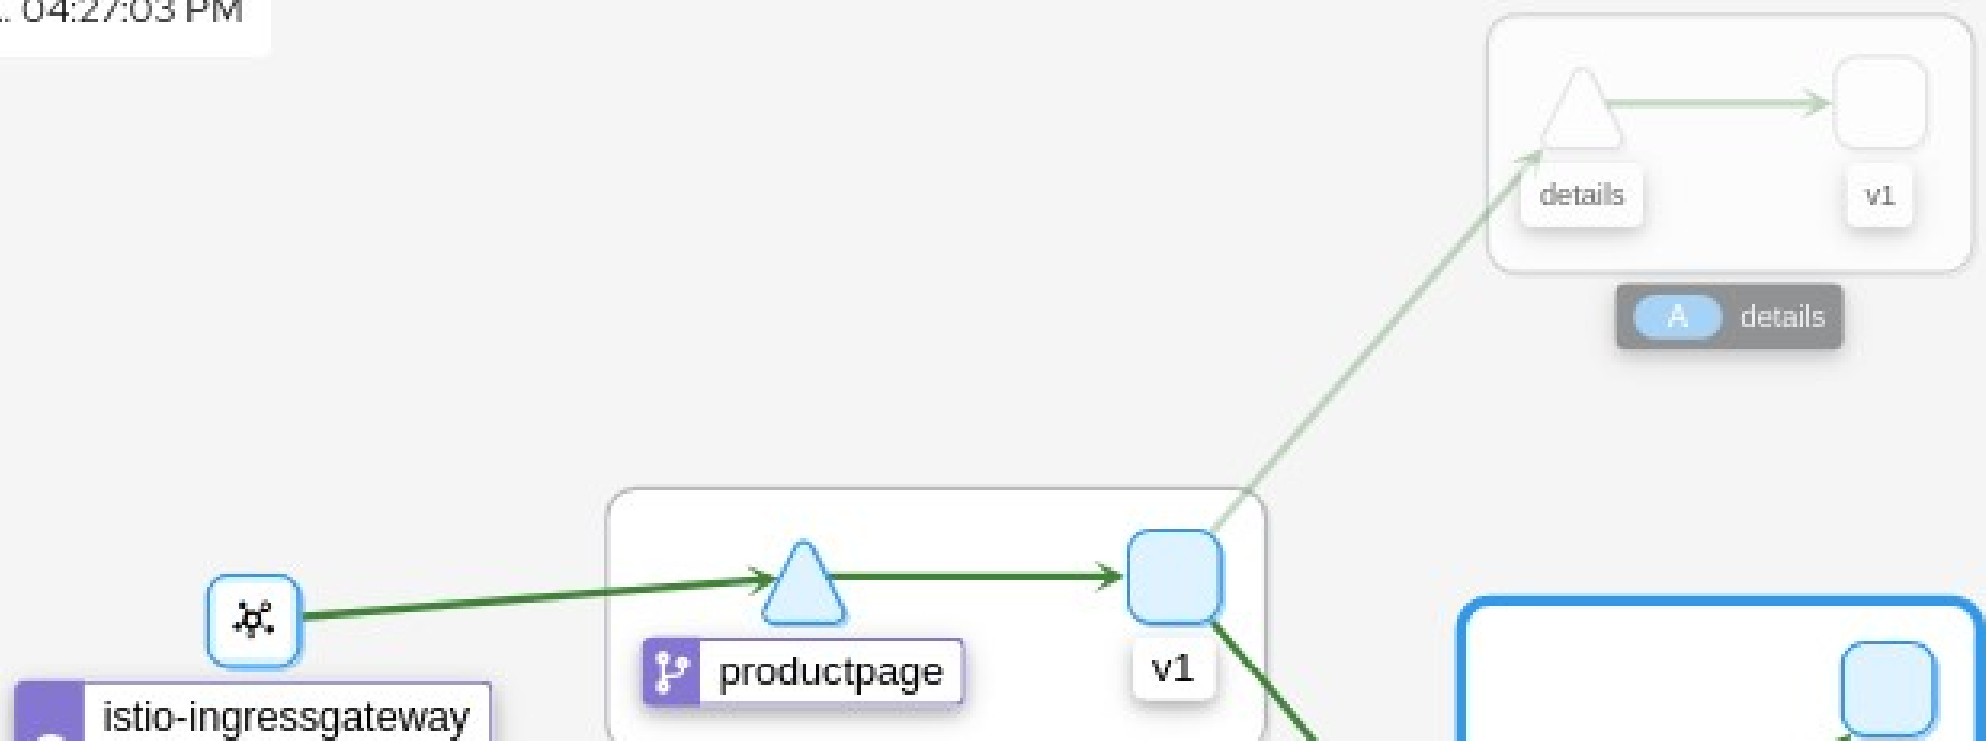 .. 04:27:03 PM
details
v1
A details
productpage
v1
istio-ingressgateway